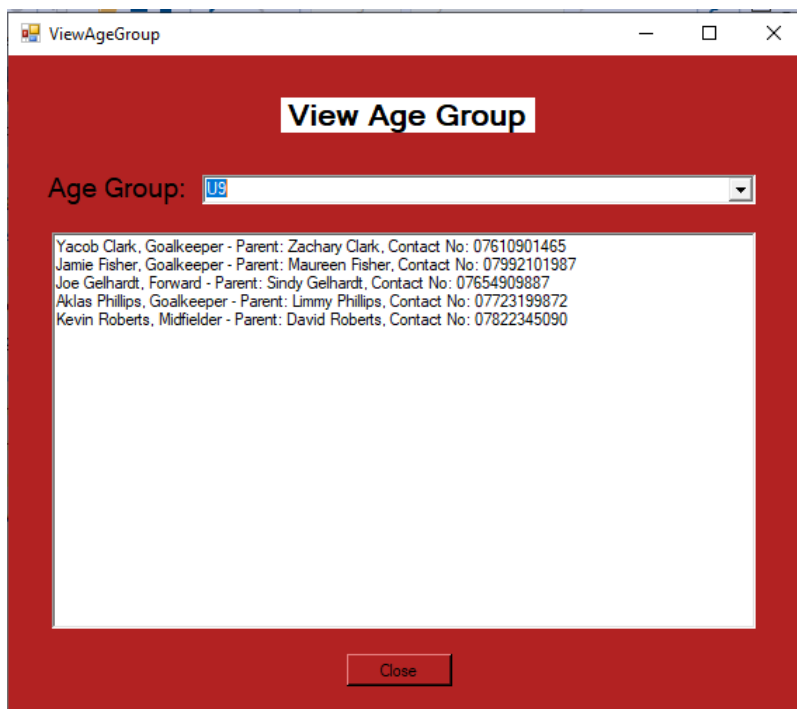 ViewAgeGroup
View Age Group
Age Group: U9
Yacob Clark, Goalkeeper - Parent: Zachary Clark, Contact No: 07610901465
Jamie Fisher, Goalkeeper - Parent: Maureen Fisher, Contact No: 07992101987
Joe Gelhardt, Forward - Parent: Sindy Gelhardt, Contact No: 07654909887
Aklas Phillips, Goalkeeper - Parent: Limmy Phillips, Contact No: 07723199872
Kevin Roberts, Midfielder - Parent: David Roberts, Contact No: 07822345090
Close